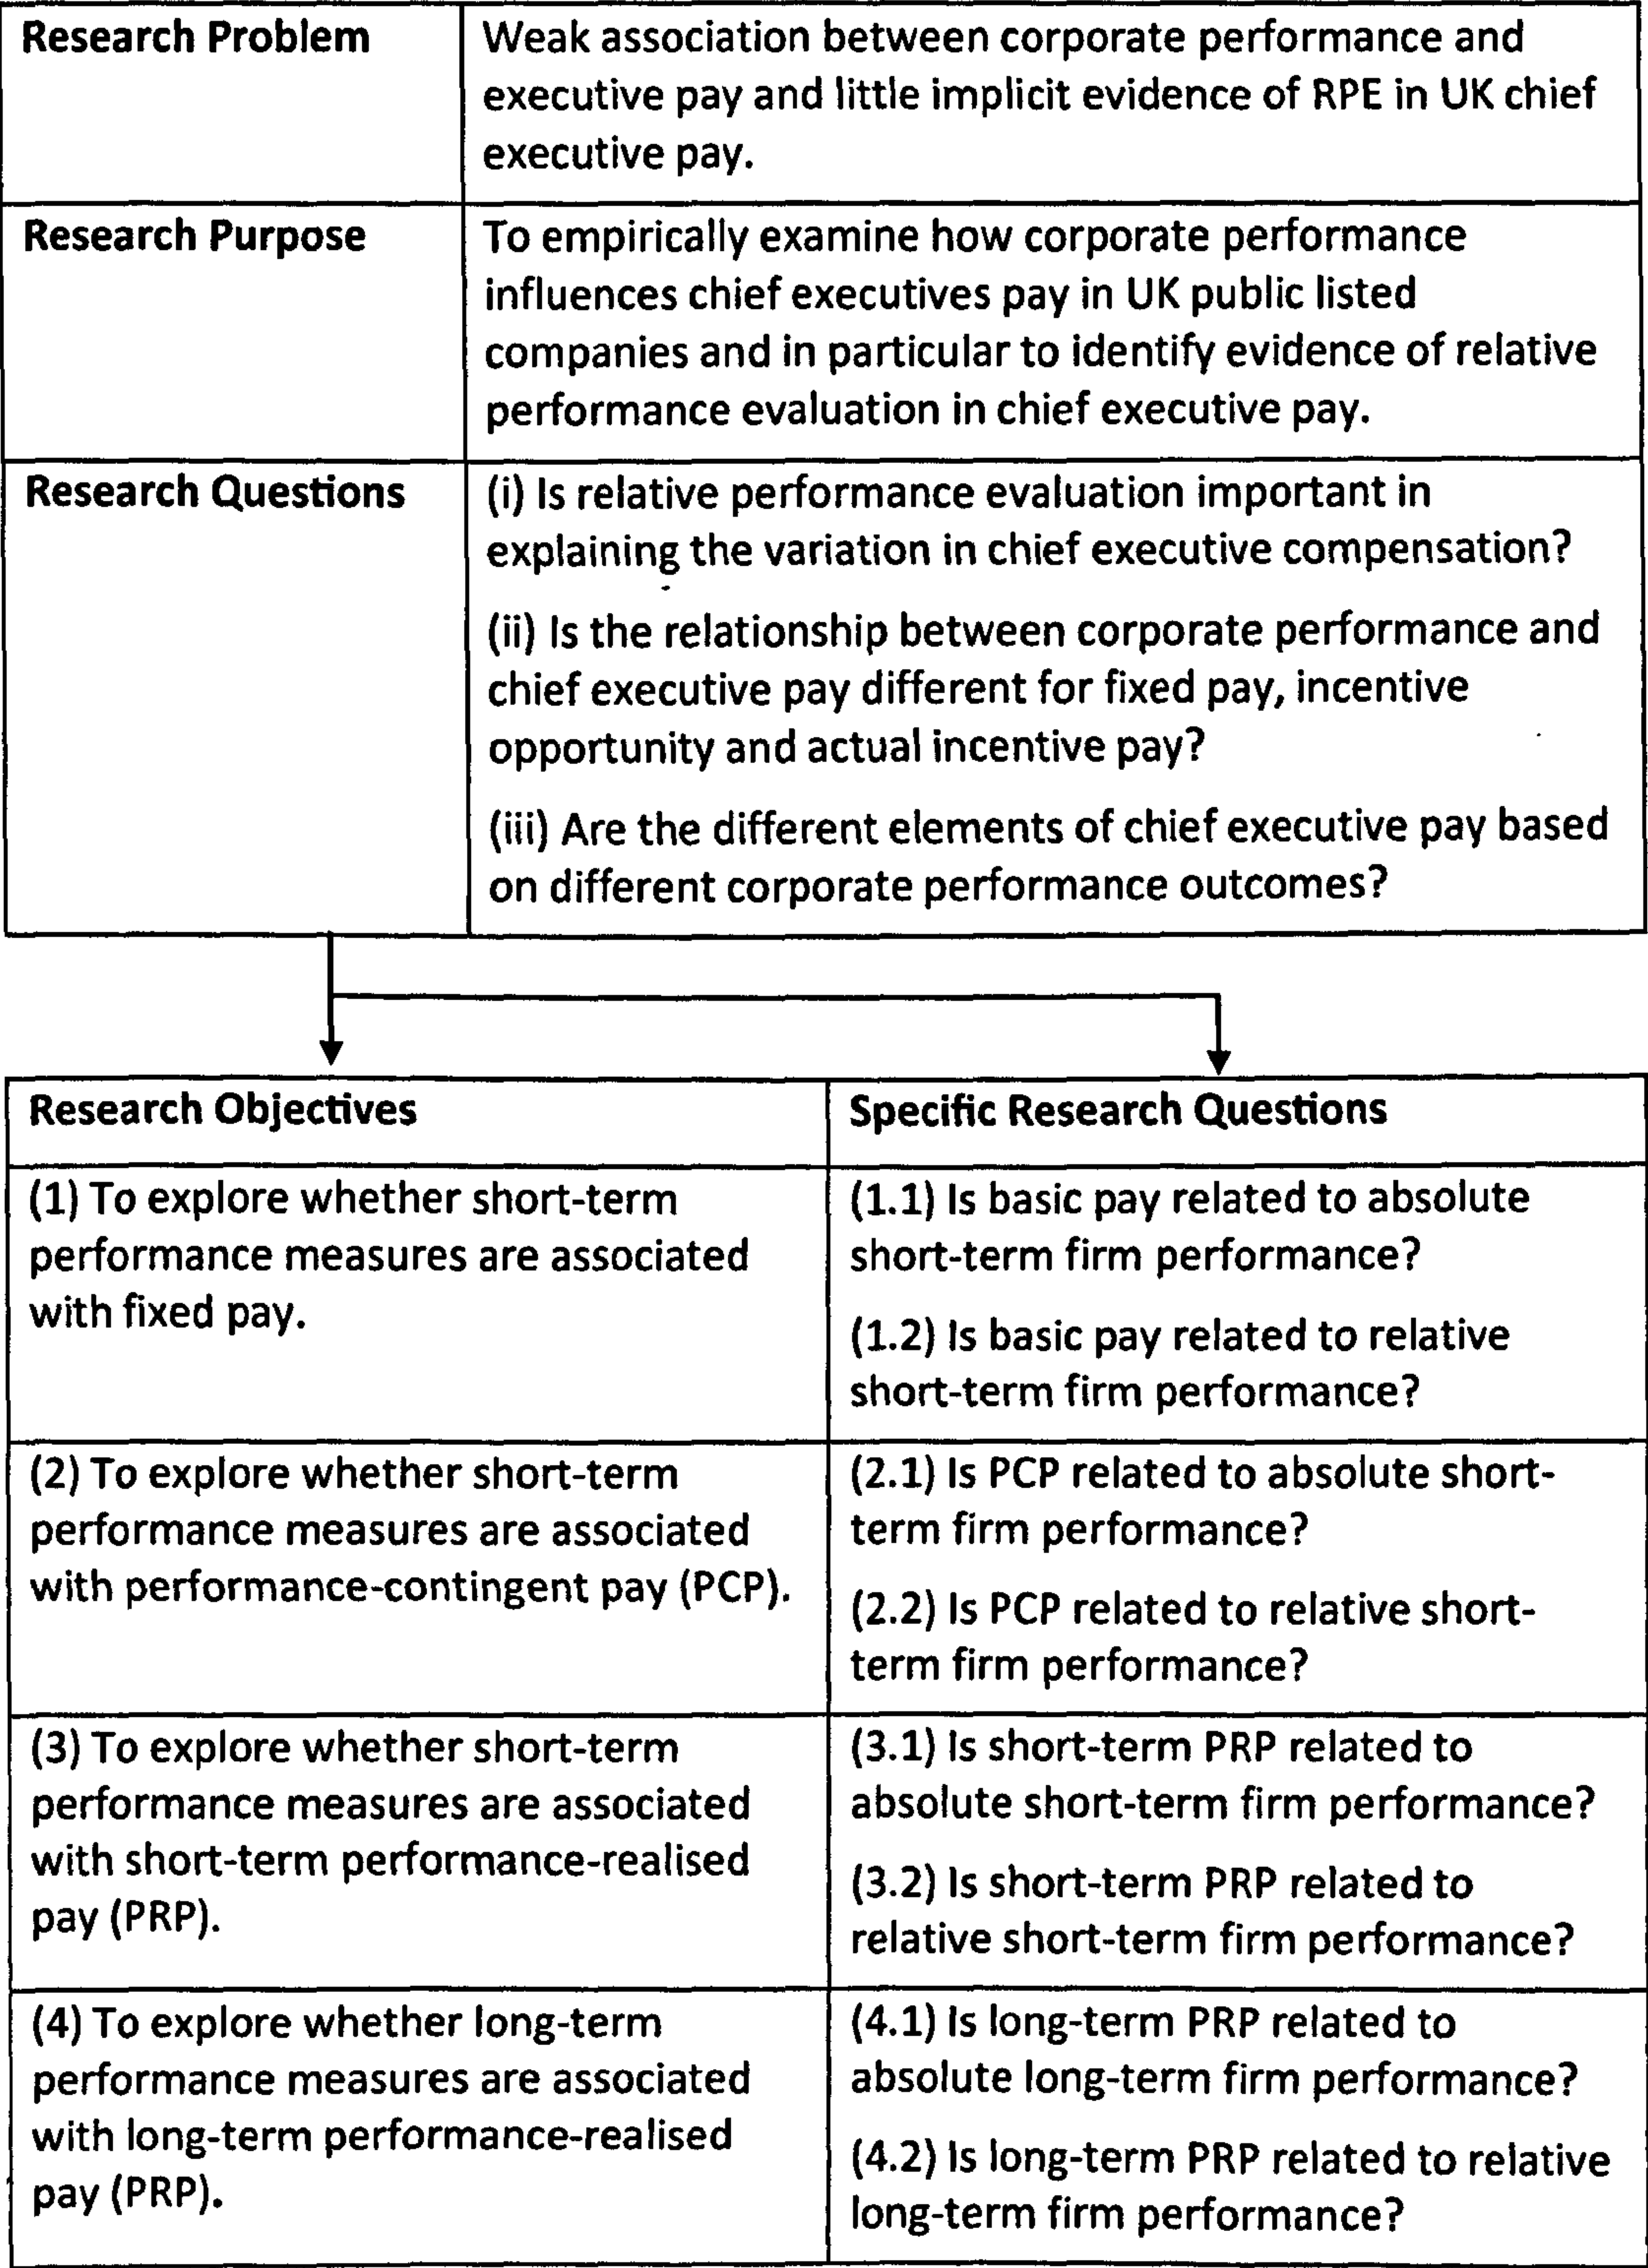 Research Problem
Weak association between corporate performance and
executive pay and little implicit evidence of RPE in UK chief
executive pay.
Research Purpose
To empirically examine how corporate performance
influences chief executives pay in UK public listed
companies and in particular to identify evidence of relative
performance evaluation in chief executive pay.
Research Questions
(i) Is relative performance evaluation important in
explaining the variation in chief executive compensation?
(ii) Is the relationship between corporate performance and
chief executive pay different for fixed pay, incentive
opportunity and actual incentive pay?
(iii) Are the different elements of chief executive pay based
on different corporate performance outcomes?
Research Objectives
Specific Research Questions
(1) To explore whether short-term
performance measures are associated
with fixed pay.
(1.1) Is basic pay related to absolute
short-term firm performance?
(1.2) Is basic pay related to relative
short-term firm performance?
(2) To explore whether short-term
performance measures are associated
with performance-contingent pay (PCP).
(2.1) Is PCP related to absolute short-
term firm performance?
(2.2) Is PCP related to relative short-
term firm performance?
(3) To explore whether short-term
performance measures are associated
with short-term performance-realised
pay (PRP).
(3.1) Is short-term PRP related to
absolute short-term firm performance?
(3.2) Is short-term PRP related to
relative short-term firm performance?
(4) To explore whether long-term
performance measures are associated
with long-term performance-realised
pay (PRP).
(4.1) Is long-term PRP related to
absolute long-term firm performance?
(4.2) Is long-term PRP related to relative
long-term firm performance?